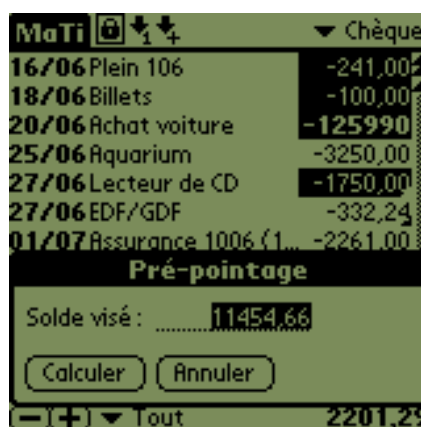 MaTi 1 Chèque
16/06 Plein 106 -241,00
18/06 Billets -100,00
20/06 Achat voiture -125990
25/06 Aquarium -3250,00
27/06 Lecteur de CD -1750,00
27/06 EDF/GDF -332,24
01/07 Assurance 1006 (1... -2261,00
Pré-pointage
Solde visé : 11454.66
Calculer Annuler
− + Tout 2201,29